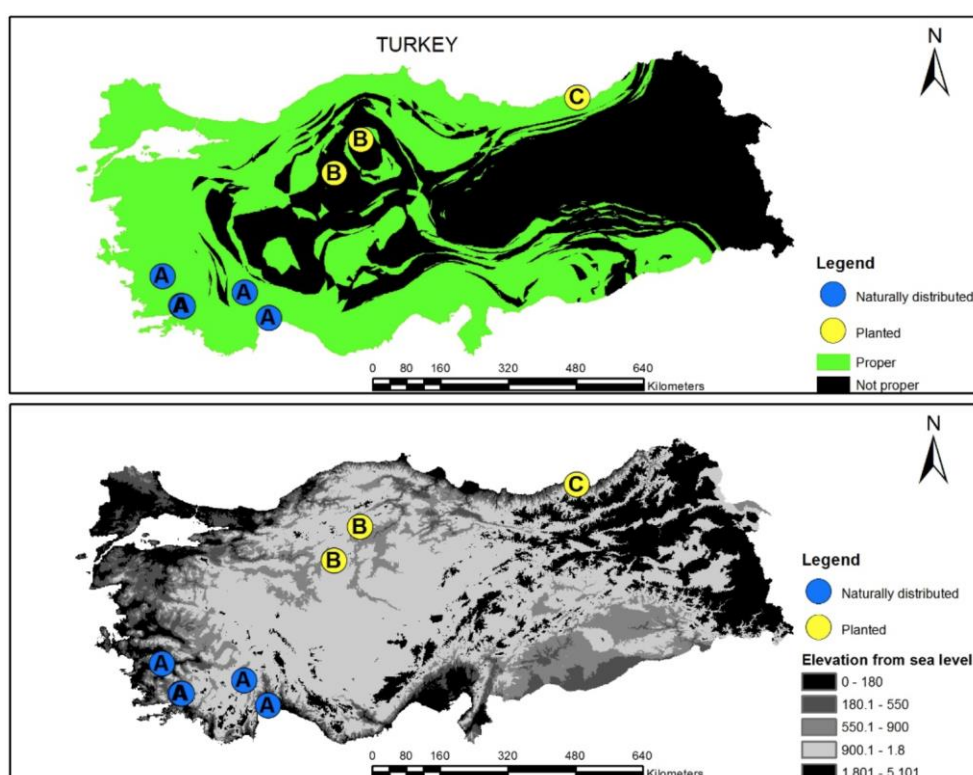 TURKEY
N
C
B
B
A
A
A
A
Legend
Naturally distributed
Planted
Proper
Not proper
0 40 80 160 320 480 640
Kilometers
N
C
B
B
A
A
A
A
Legend
Naturally distributed
Planted
Elevation from sea level
0 - 180
180.1 - 550
550.1 - 900
900.1 - 1.8
1.801 - 5.101
0 40 80 160 320 480 640
Kilometers